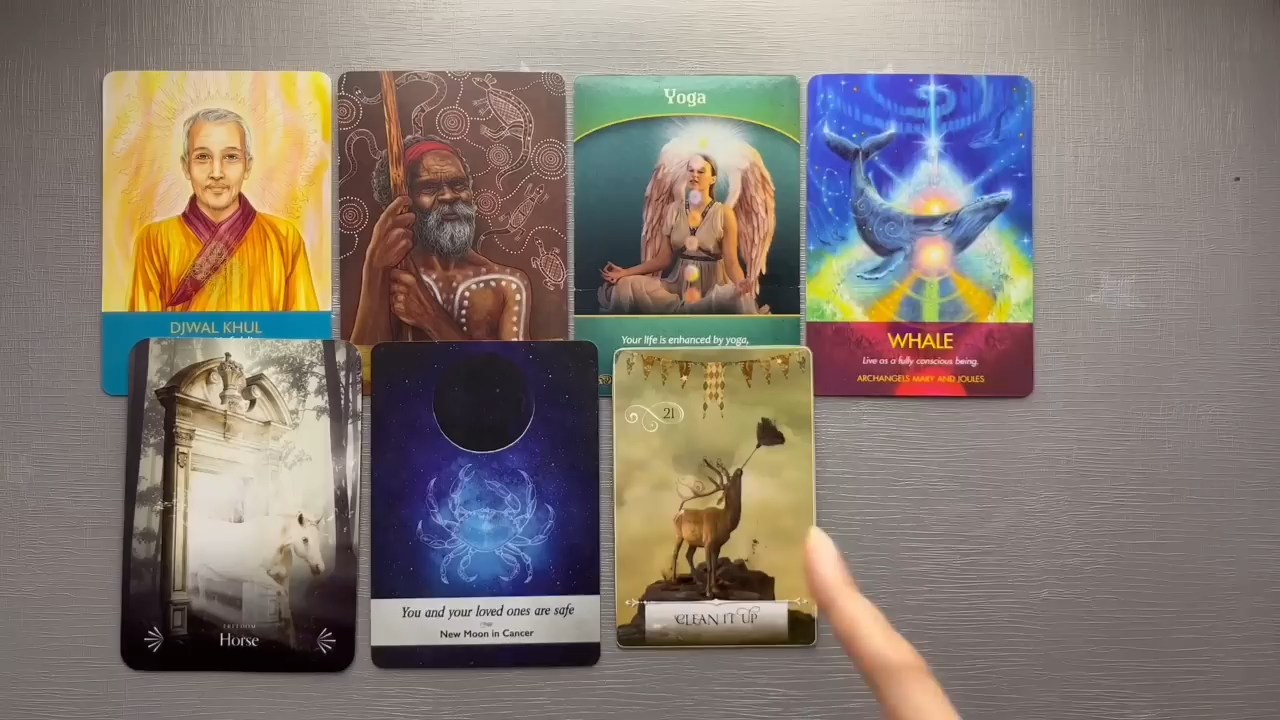 DJWAL KHUL
Yoga
Your life is enhanced by yoga,
WHALE
Live as a fully conscious being.
ARCHANGELS MARY AND JOULES
FREEDOM
Horse
You and your loved ones are safe
New Moon in Cancer
21
CLEAN IT UP